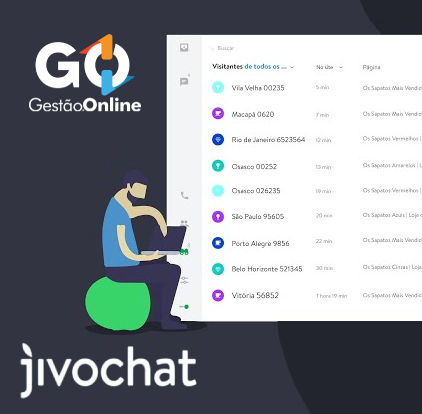 GO
GestãoOnline
Buscar
Visitantes de todos os ... No site Página
Vila Velha 00235 5 min Os Sapatos Mais Vendid
Macapá 0620 7 min Os Sapatos Mais Vendid
Rio de Janeiro 6523564 12 min Os Sapatos Vermelhos |
Osasco 00252 13 min Os Sapatos Amarelos | L
Osasco 026235 19 min Os Sapatos Vermelhos |
São Paulo 95605 20 min Os Sapatos Azuis | Loja d
Porto Alegre 9856 22 min Os Sapatos Mais Vendid
Belo Horizonte 521345 30 min Os Sapatos Cinzas | Loja
Vitória 56852 1 hora 19 min Os Sapatos Mais Vendid
jivochat